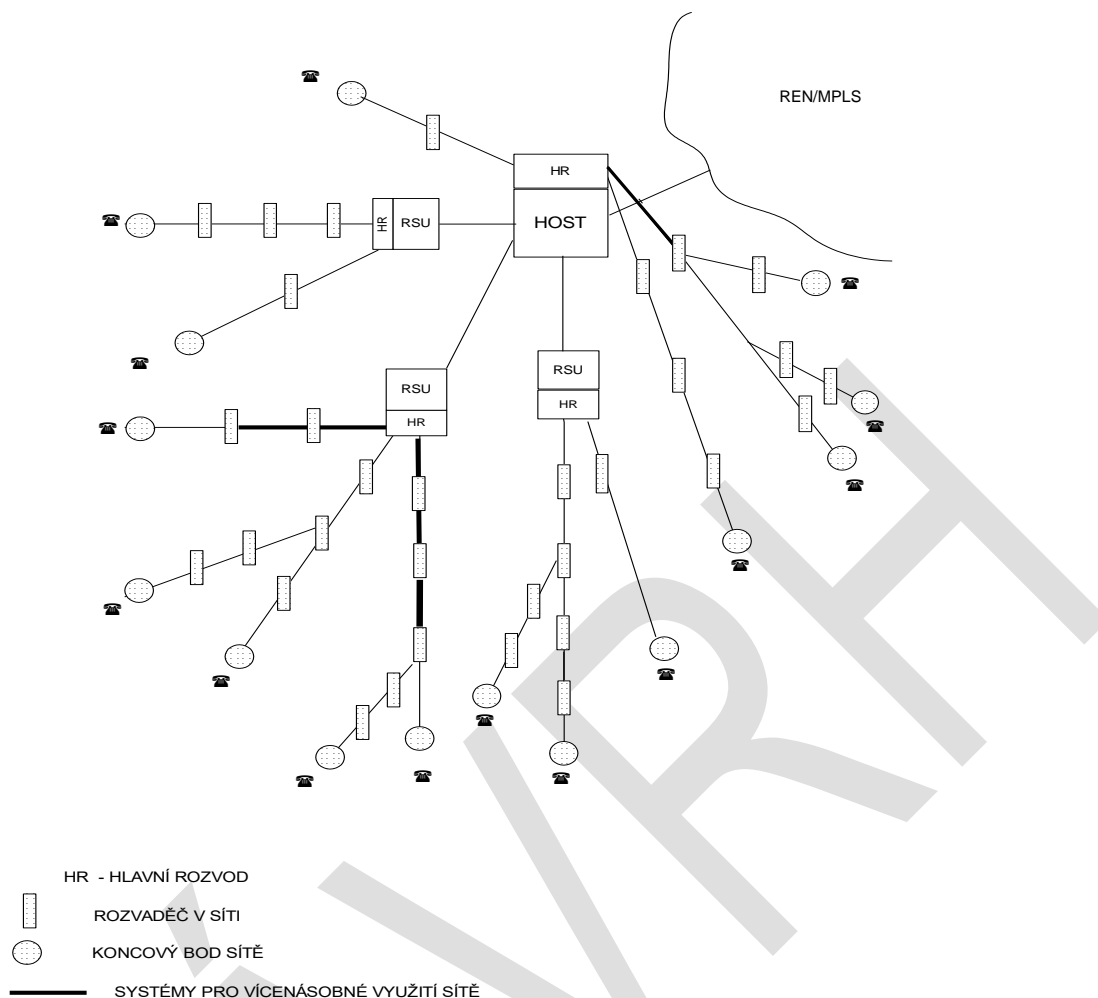 REN/MPLS
HR
HOST
HR
RSU
RSU
HR
RSU
HR
HR - HLAVNÍ ROZVOD
ROZVADĚČ V SÍTI
KONCOVÝ BOD SÍTĚ
SYSTÉMY PRO VÍCENÁSOBNÉ VYUŽITÍ SÍTĚ
ÁVRH